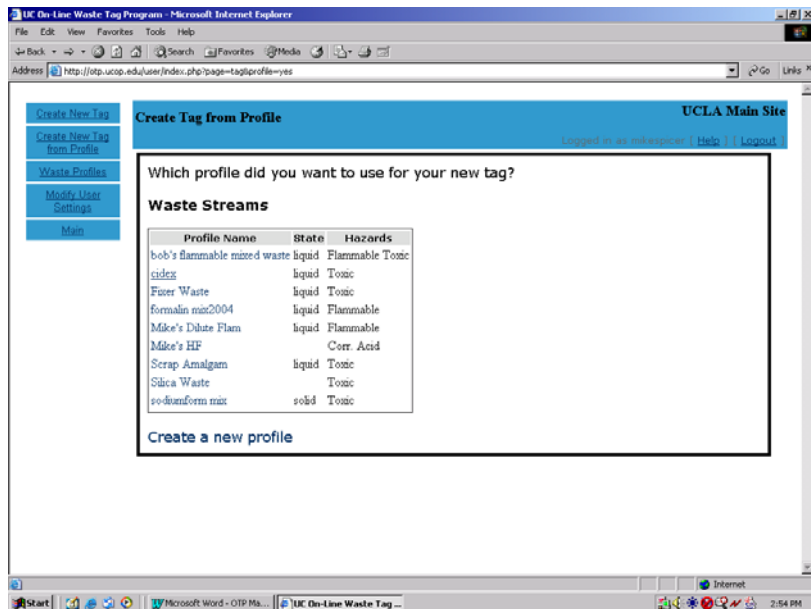 UC On-Line Waste Tag Program - Microsoft Internet Explorer
File Edit View Favorites Tools Help
Back Search Favorites Media
Address http://otp.ucop.edu/user/index.php?page=tag&profile=yes Go Links
Create New Tag
Create New Tag
from Profile
Waste Profiles
Modify User
Settings
Main
Create Tag from Profile
UCLA Main Site
Logged in as mikespicer [ Help ] [ Logout ]
Which profile did you want to use for your new tag?
Waste Streams
Profile Name State Hazards
bob's flammable mixed waste liquid Flammable Toxic
cidex liquid Toxic
Fixer Waste liquid Toxic
formalin mix2004 liquid Flammable
Mike's Dilute Flam liquid Flammable
Mike's HF Corr. Acid
Scrap Amalgam liquid Toxic
Silica Waste Toxic
sodiumform mix solid Toxic
Create a new profile
Internet
Start Microsoft Word - OTP Ma... UC On-Line Waste Tag ... 2:54 PM